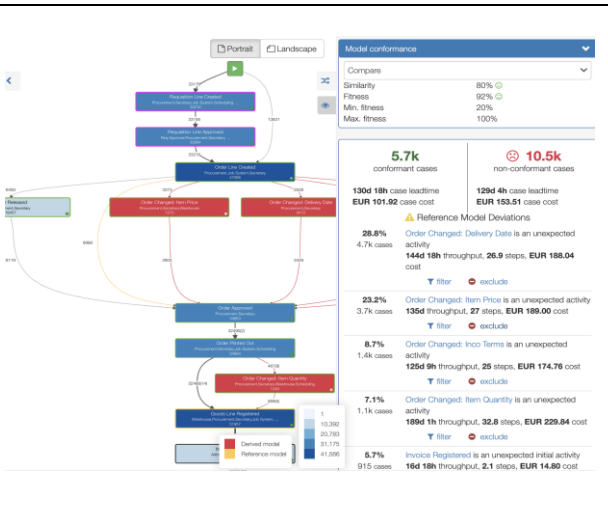 Portrait
Landscape
Requisition Line Created
Requisition Line Approved
Order Line Created
Released
Order Changed: Item Price
Order Changed: Delivery Date
Order Approved
Order Printed Out
Order Changed: Item Quantity
Goods Line Registered
Derived model
Reference model
1
10,392
20,783
31,175
41,566
Model conformance
Compare
Similarity 80%
Fitness 92%
Min. fitness 20%
Max. fitness 100%
5.7k
conformant cases
10.5k
non-conformant cases
130d 18h case leadtime
EUR 101.92 case cost
129d 4h case leadtime
EUR 153.51 case cost
Reference Model Deviations
28.8%
4.7k cases
Order Changed: Delivery Date is an unexpected
activity
144d 18h throughput, 26.9 steps, EUR 188.04
cost
filter exclude
23.2%
3.7k cases
Order Changed: Item Price is an unexpected activity
135d throughput, 27 steps, EUR 189.00 cost
filter exclude
8.7%
1.4k cases
Order Changed: Inco Terms is an unexpected
activity
125d 9h throughput, 25 steps, EUR 174.76 cost
filter exclude
7.1%
1.1k cases
Order Changed: Item Quantity is an unexpected
activity
189d 1h throughput, 32.8 steps, EUR 229.84 cost
filter exclude
5.7%
915 cases
Invoice Registered is an unexpected initial activity
16d 18h throughput, 2.1 steps, EUR 14.80 cost